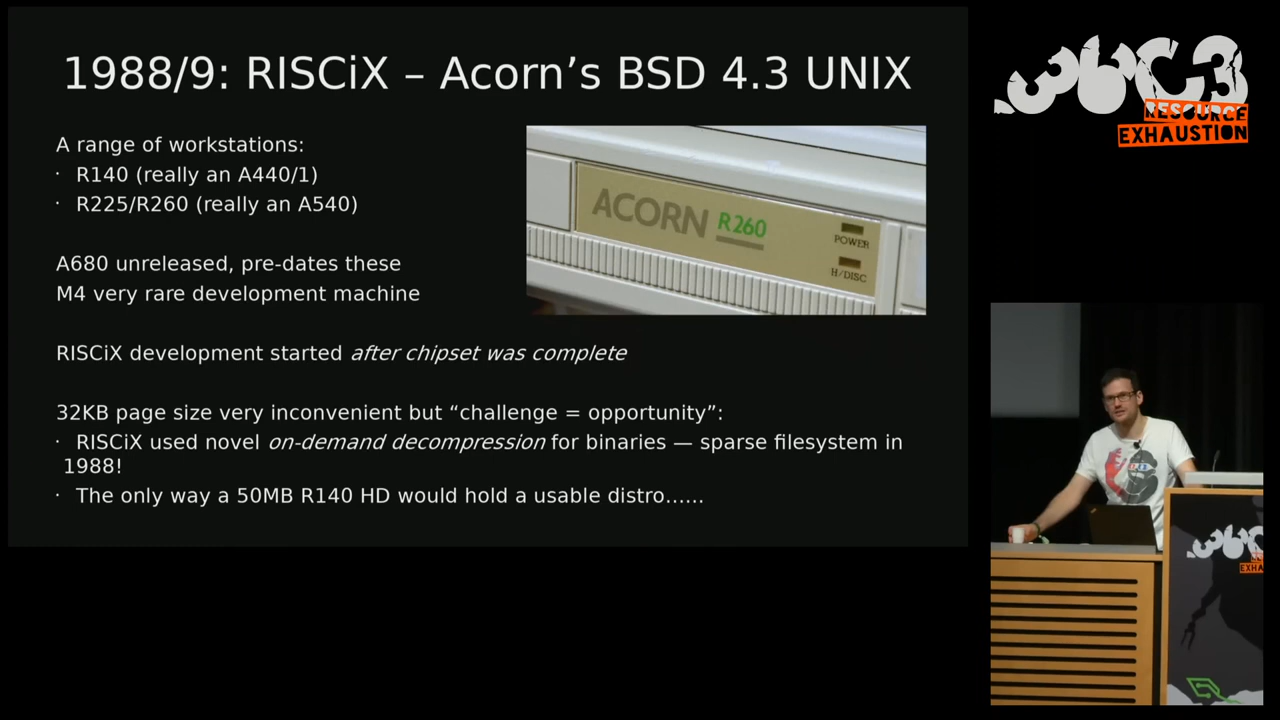 1988/9: RISCiX – Acorn’s BSD 4.3 UNIX
A range of workstations:
· R140 (really an A440/1)
· R225/R260 (really an A540)
A680 unreleased, pre-dates these
M4 very rare development machine
RISCiX development started after chipset was complete
32KB page size very inconvenient but “challenge = opportunity”:
· RISCiX used novel on-demand decompression for binaries — sparse filesystem in
1988!
· The only way a 50MB R140 HD would hold a usable distro......
ACORN R260
POWER
H/DISC
36C3
RESOURCE
EXHAUSTION
36C
EXHA